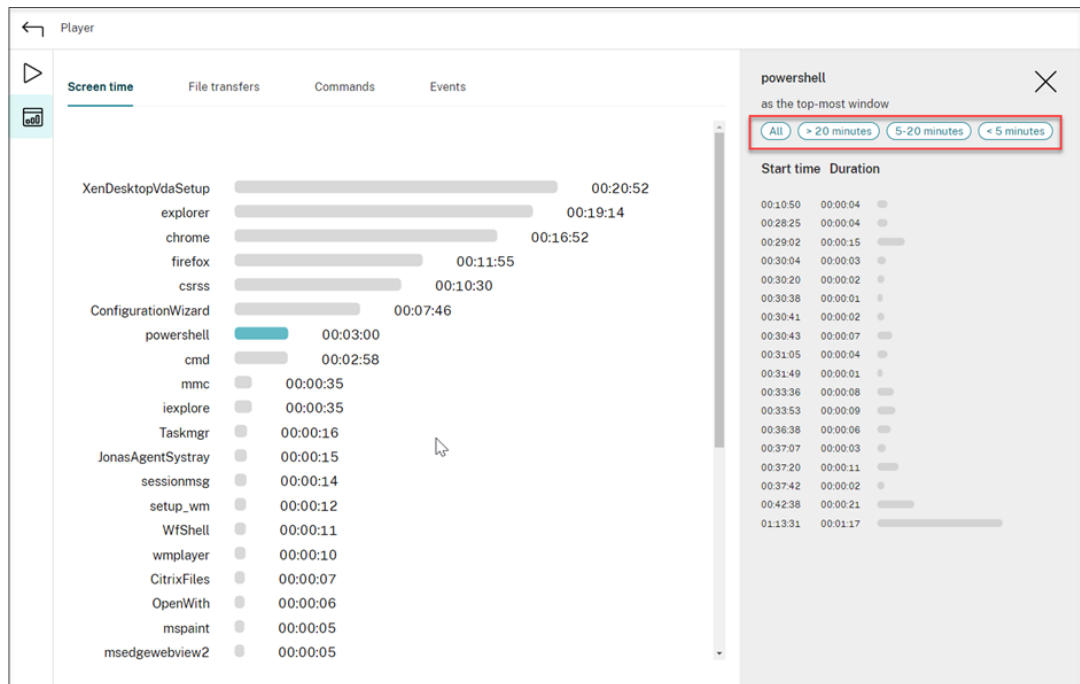 Player
Screen time File transfers Commands Events
XenDesktopVdaSetup 00:20:52
explorer 00:19:14
chrome 00:16:52
firefox 00:11:55
csrss 00:10:30
ConfigurationWizard 00:07:46
powershell 00:03:00
cmd 00:02:58
mmc 00:00:35
iexplore 00:00:35
Taskmgr 00:00:16
JonasAgentSystray 00:00:15
sessionmsg 00:00:14
setup_wm 00:00:12
WfShell 00:00:11
wmplayer 00:00:10
CitrixFiles 00:00:07
OpenWith 00:00:06
mspaint 00:00:05
msedgewebview2 00:00:05
powershell
as the top-most window
All > 20 minutes 5-20 minutes < 5 minutes
Start time Duration
00:10:50 00:00:04
00:28:25 00:00:04
00:29:02 00:00:15
00:30:04 00:00:03
00:30:20 00:00:02
00:30:38 00:00:01
00:30:41 00:00:02
00:30:43 00:00:07
00:31:05 00:00:04
00:31:49 00:00:01
00:33:36 00:00:08
00:33:53 00:00:09
00:36:38 00:00:06
00:37:07 00:00:03
00:37:20 00:00:11
00:37:42 00:00:02
00:42:38 00:00:21
01:13:31 00:01:17